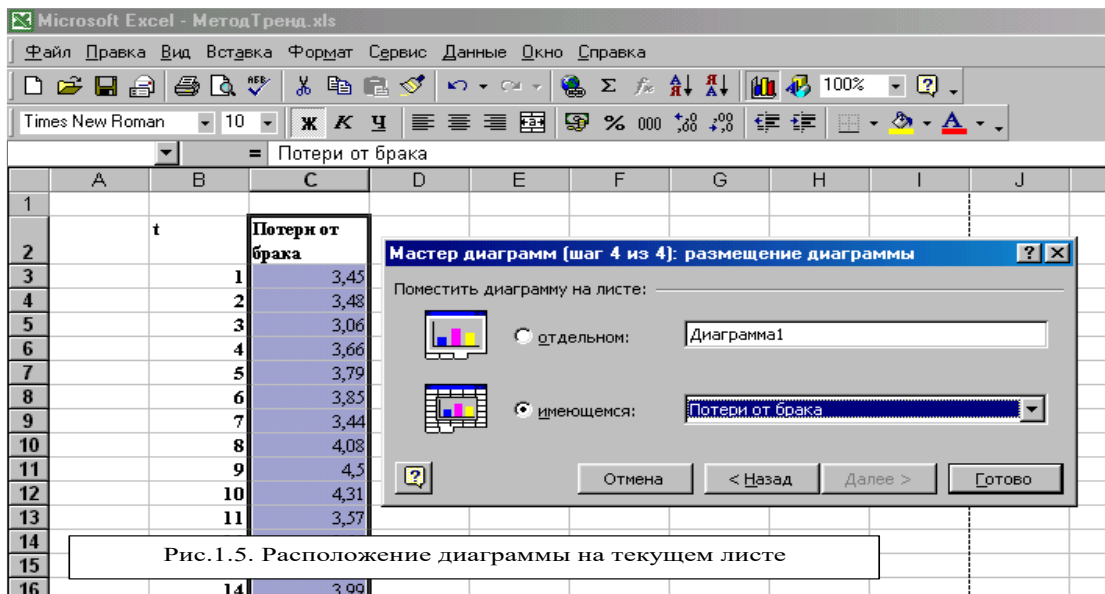 Microsoft Excel - МетодТренд.xls
Файл Правка Вид Вставка Формат Сервис Данные Окно Справка
100%
Times New Roman 10 Ж К Ч % 000
= Потери от брака
A B C D E F G H I J
1
2 t Потери от брака
3 1 3,45
4 2 3,48
5 3 3,06
6 4 3,66
7 5 3,79
8 6 3,85
9 7 3,44
10 8 4,08
11 9 4,5
12 10 4,31
13 11 3,57
14
15
16 14 3,99
Мастер диаграмм (шаг 4 из 4): размещение диаграммы
Поместить диаграмму на листе:
отдельном: Диаграмма1
имеющемся: Потери от брака
Отмена < Назад Далее > Готово
Рис.1.5. Расположение диаграммы на текущем листе